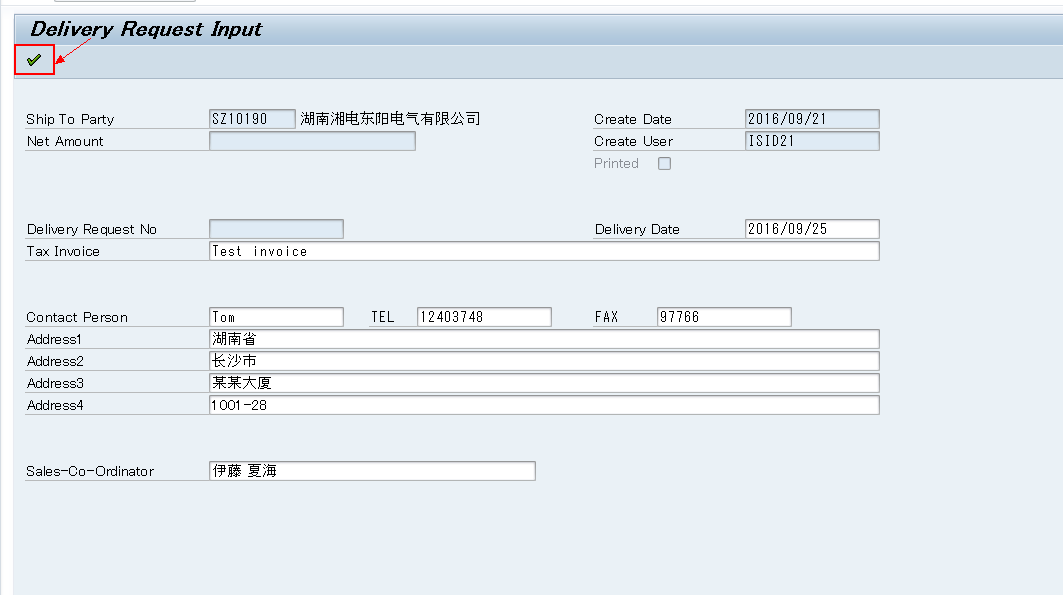 Delivery Request Input
Ship To Party SZ10190 湖南湘电东阳电气有限公司 Create Date 2016/09/21
Net Amount Create User ISID21
Printed
Delivery Request No Delivery Date 2016/09/25
Tax Invoice Test invoice
Contact Person Tom TEL 12403748 FAX 97766
Address1 湖南省
Address2 长沙市
Address3 某某大厦
Address4 1001-28
Sales-Co-Ordinator 伊藤 夏海